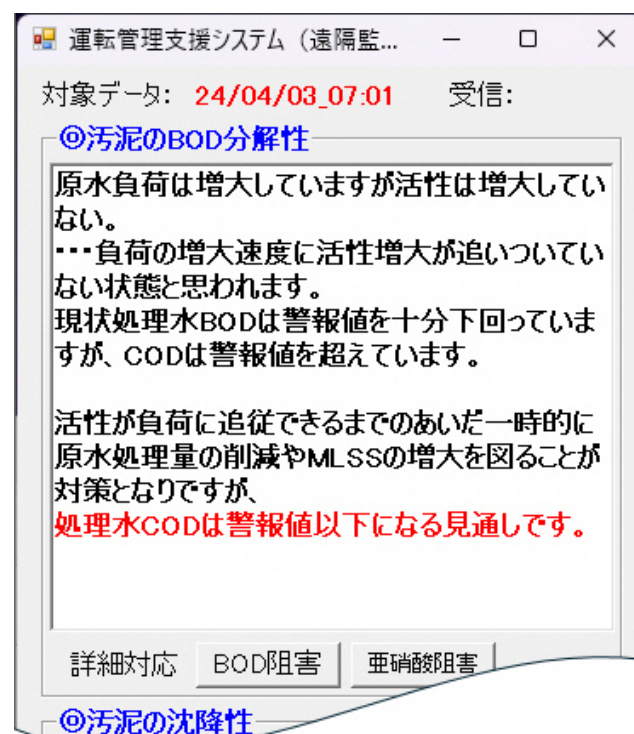 運転管理支援システム（遠隔監...
対象データ: 24/04/03_07:01 受信:
◎汚泥のBOD分解性
原水負荷は増大していますが活性は増大してい
ない。
･･･負荷の増大速度に活性増大が追いついてい
ない状態と思われます。
現状処理水BODは警報値を十分下回っていま
すが、CODは警報値を超えています。
活性が負荷に追従できるまでのあいだ一時的に
原水処理量の削減やMLSSの増大を図ることが
対策となりですが、
処理水CODは警報値以下になる見通しです。
詳細対応 BOD阻害 亜硝酸阻害
◎汚泥の沈降性